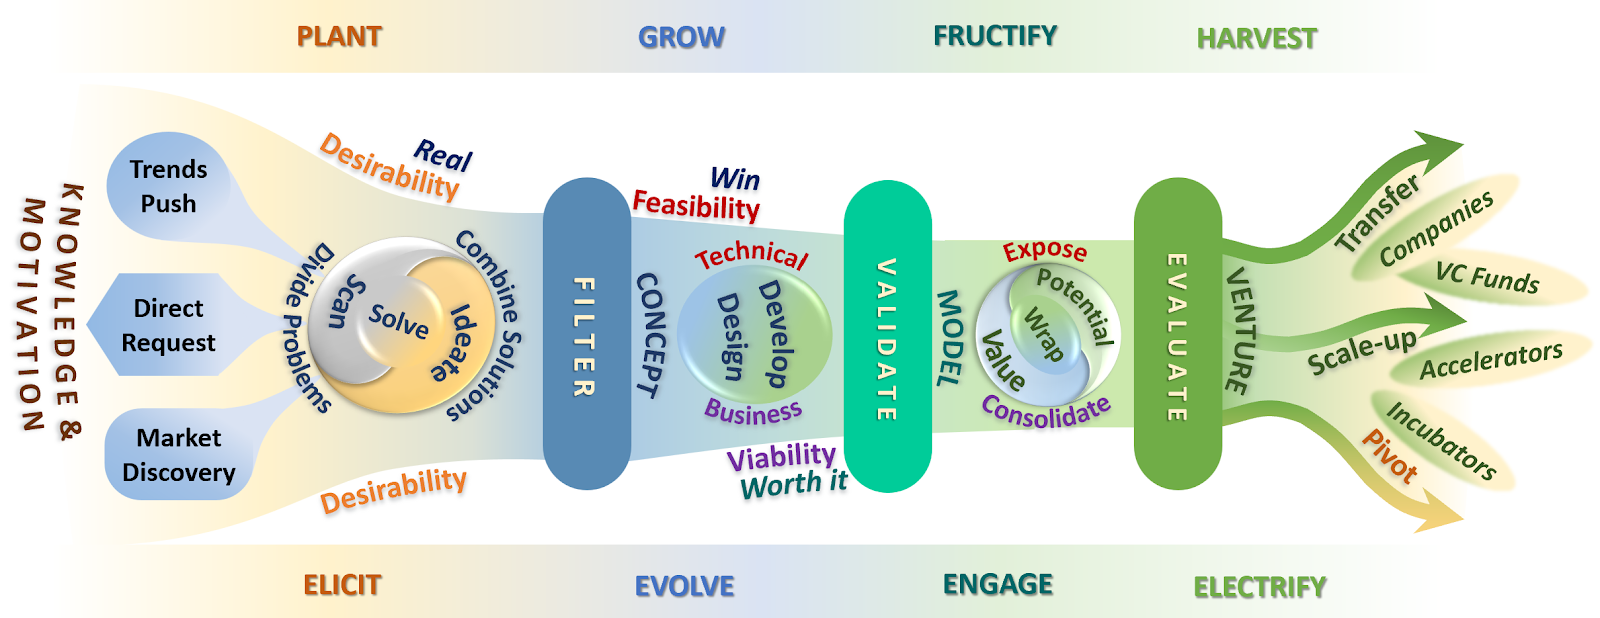 PLANT
GROW
FRUCTIFY
HARVEST
KNOWLEDGE &
MOTIVATION
Trends
Push
Direct
Request
Market
Discovery
Real
Desirability
Divide Problems
Scan
Solve
Ideate
Combine Solutions
Desirability
FILTER
Win
Feasibility
CONCEPT
Technical
Design
Develop
Business
Viability
Worth it
VALIDATE
MODEL
Expose
Potential
Wrap
Value
Consolidate
EVALUATE
VENTURE
Transfer
Companies
VC Funds
Scale-up
Accelerators
Incubators
Pivot
ELICIT
EVOLVE
ENGAGE
ELECTRIFY